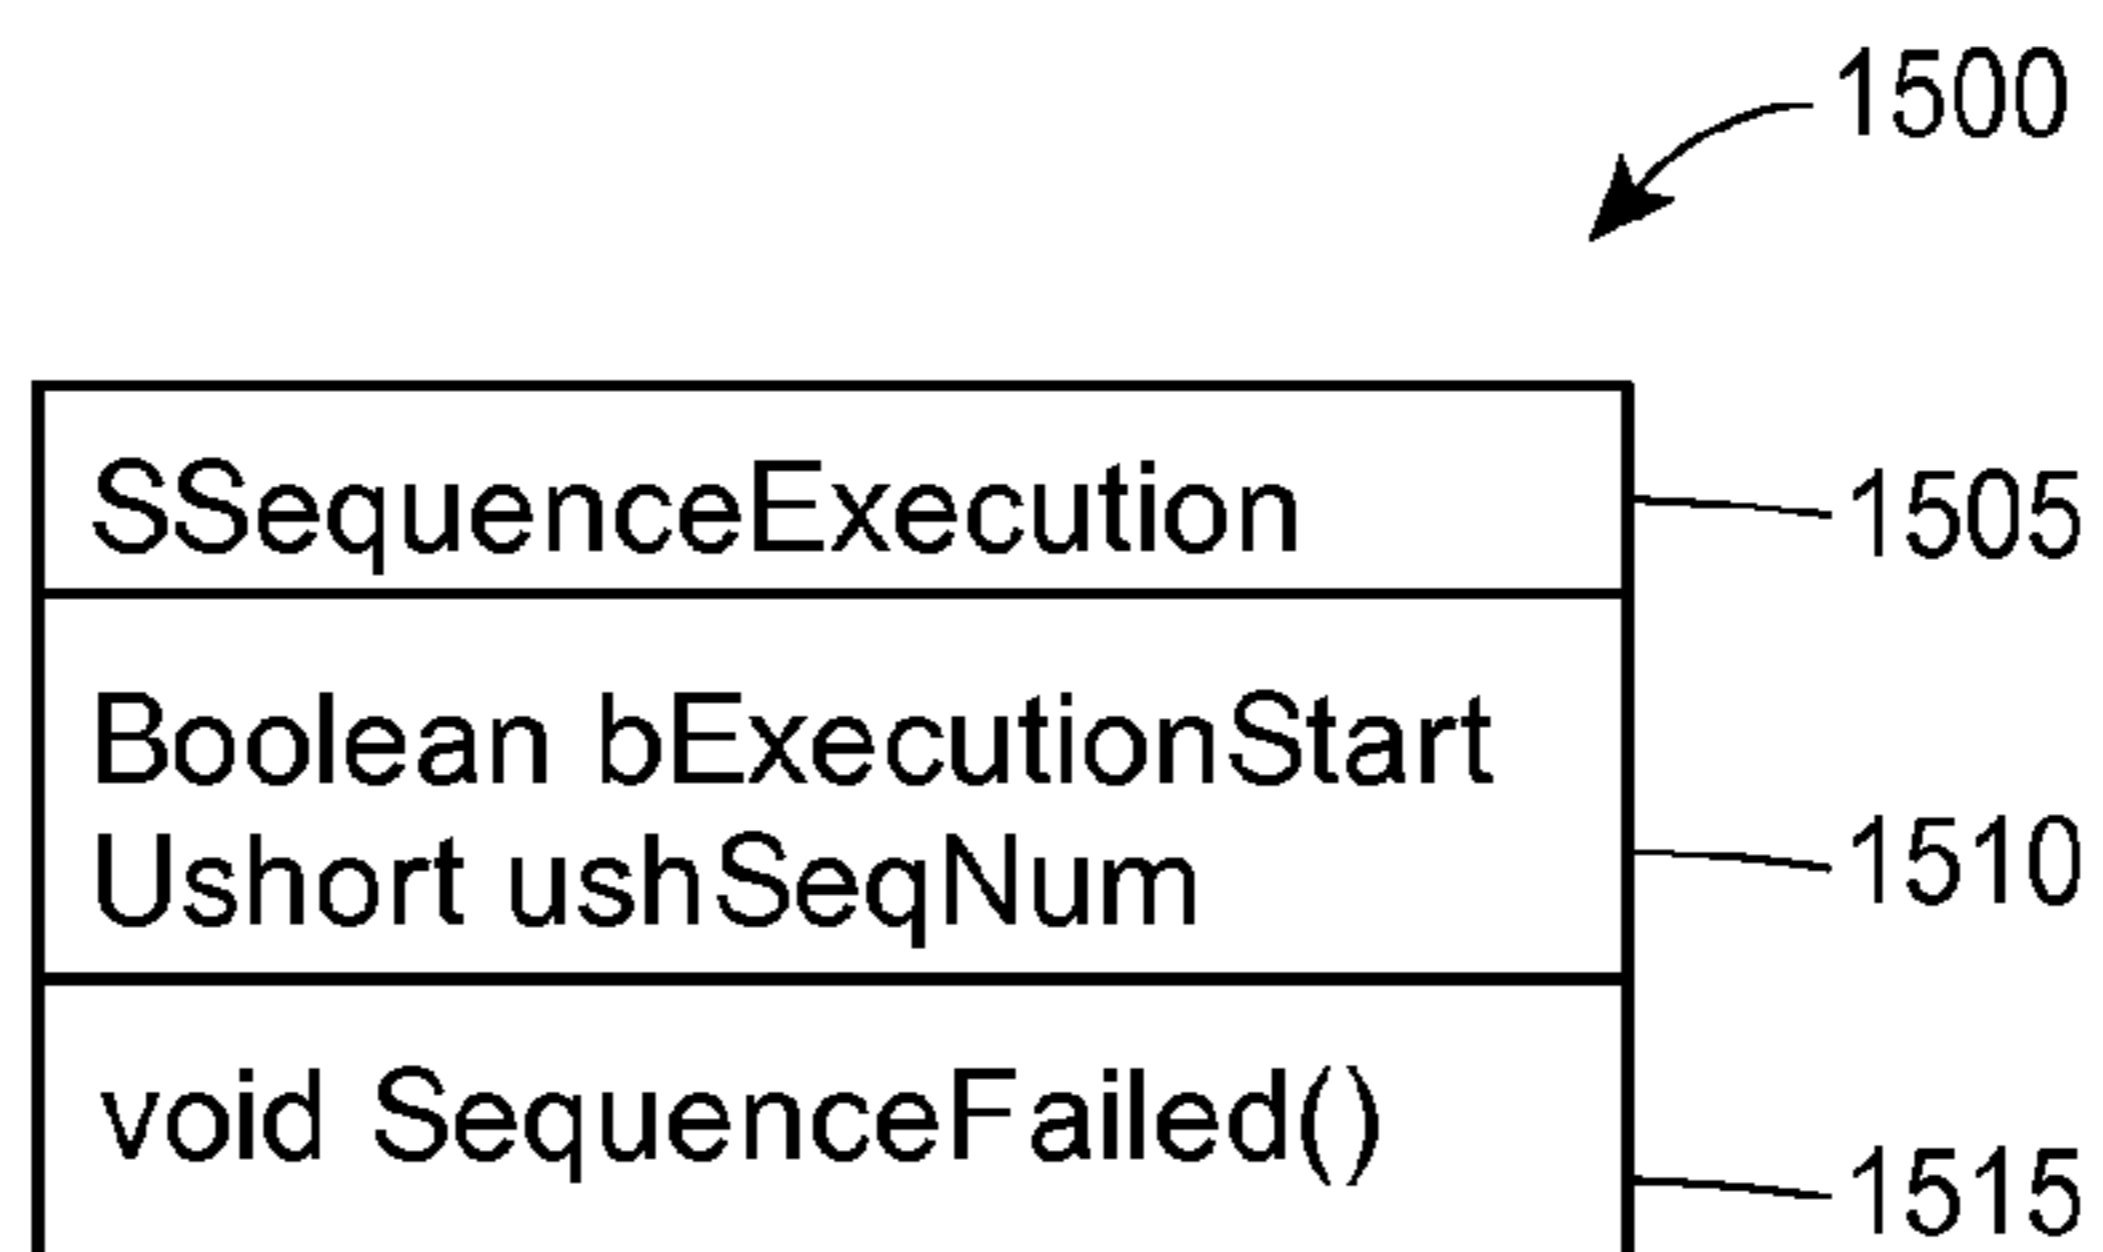 1500
SSequenceExecution
1505
Boolean bExecutionStart
Ushort ushSeqNum
1510
void SequenceFailed()
1515